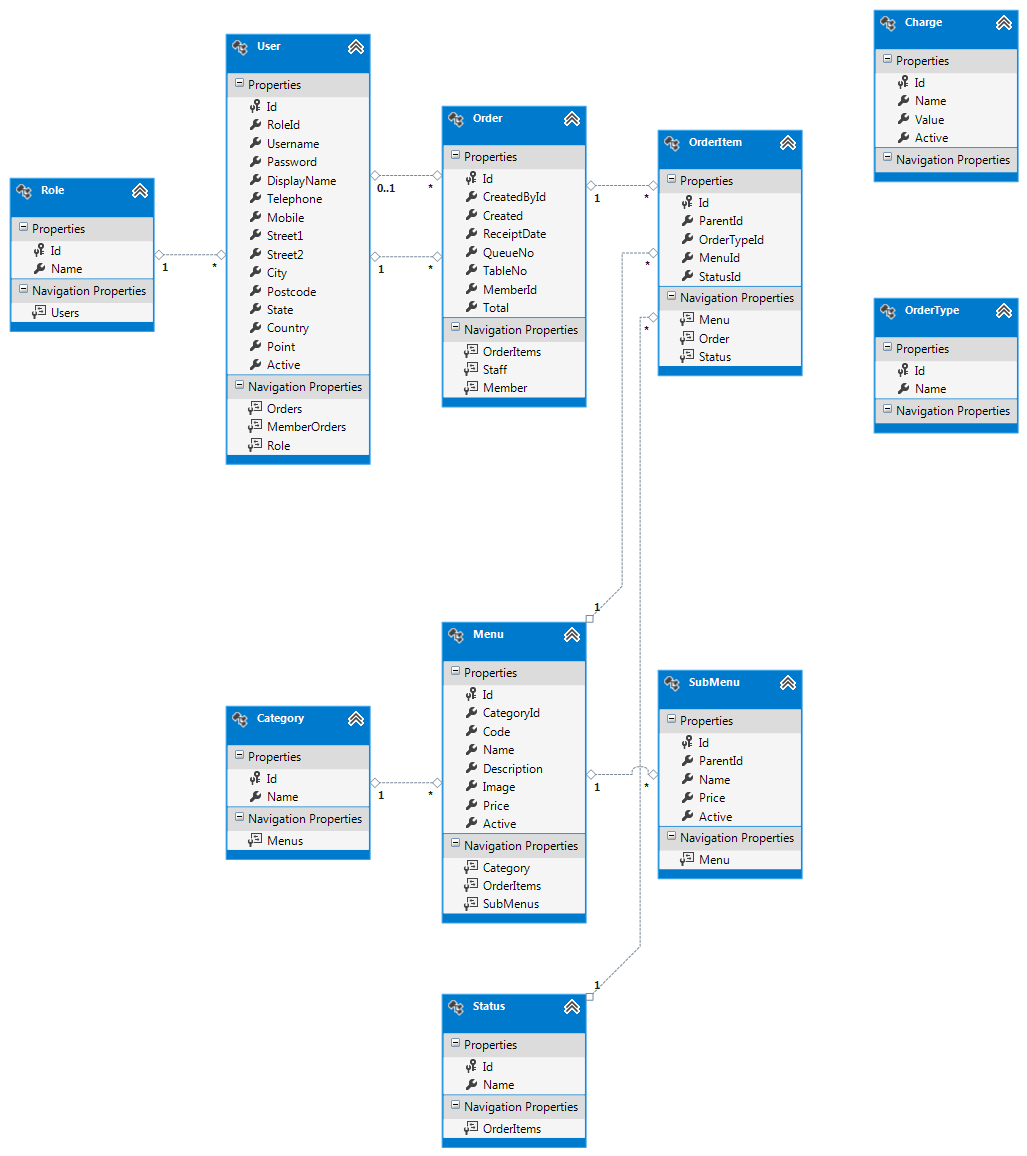 Role
Properties
Id
Name
Navigation Properties
Users
1
*
User
Properties
Id
RoleId
Username
Password
DisplayName
Telephone
Mobile
Street1
Street2
City
Postcode
State
Country
Point
Active
Navigation Properties
Orders
MemberOrders
Role
0..1
*
1
*
Order
Properties
Id
CreatedById
Created
ReceiptDate
QueueNo
TableNo
MemberId
Total
Navigation Properties
OrderItems
Staff
Member
1
*
OrderItem
Properties
Id
ParentId
OrderTypeId
MenuId
StatusId
Navigation Properties
Menu
Order
Status
*
*
Charge
Properties
Id
Name
Value
Active
Navigation Properties
OrderType
Properties
Id
Name
Navigation Properties
Category
Properties
Id
Name
Navigation Properties
Menus
1
*
1
Menu
Properties
Id
CategoryId
Code
Name
Description
Image
Price
Active
Navigation Properties
Category
OrderItems
SubMenus
1
*
SubMenu
Properties
Id
ParentId
Name
Price
Active
Navigation Properties
Menu
1
Status
Properties
Id
Name
Navigation Properties
OrderItems